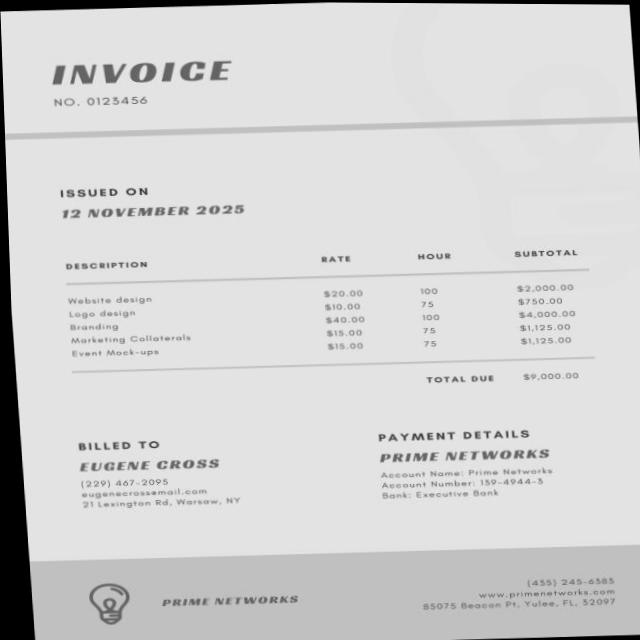 INVOICE
NO. 0123456
ISSUED ON
12 NOVEMBER 2025
DESCRIPTION RATE HOUR SUBTOTAL
Website design $20.00 100 $2,000.00
Logo design $10.00 75 $750.00
Branding $40.00 100 $4,000.00
Marketing Collaterals $15.00 75 $1,125.00
Event Mock-ups $15.00 75 $1,125.00
TOTAL DUE $9,000.00
BILLED TO
EUGENE CROSS
(229) 467-2095
eugenecross@mail.com
21 Lexington Rd, Warsaw, NY
PAYMENT DETAILS
PRIME NETWORKS
Account Name: Prime Networks
Account Number: 159-4944-3
Bank: Executive Bank
PRIME NETWORKS
(455) 245-6585
www.primenetworks.com
85075 Beacon Pt, Yulee, FL, 32097